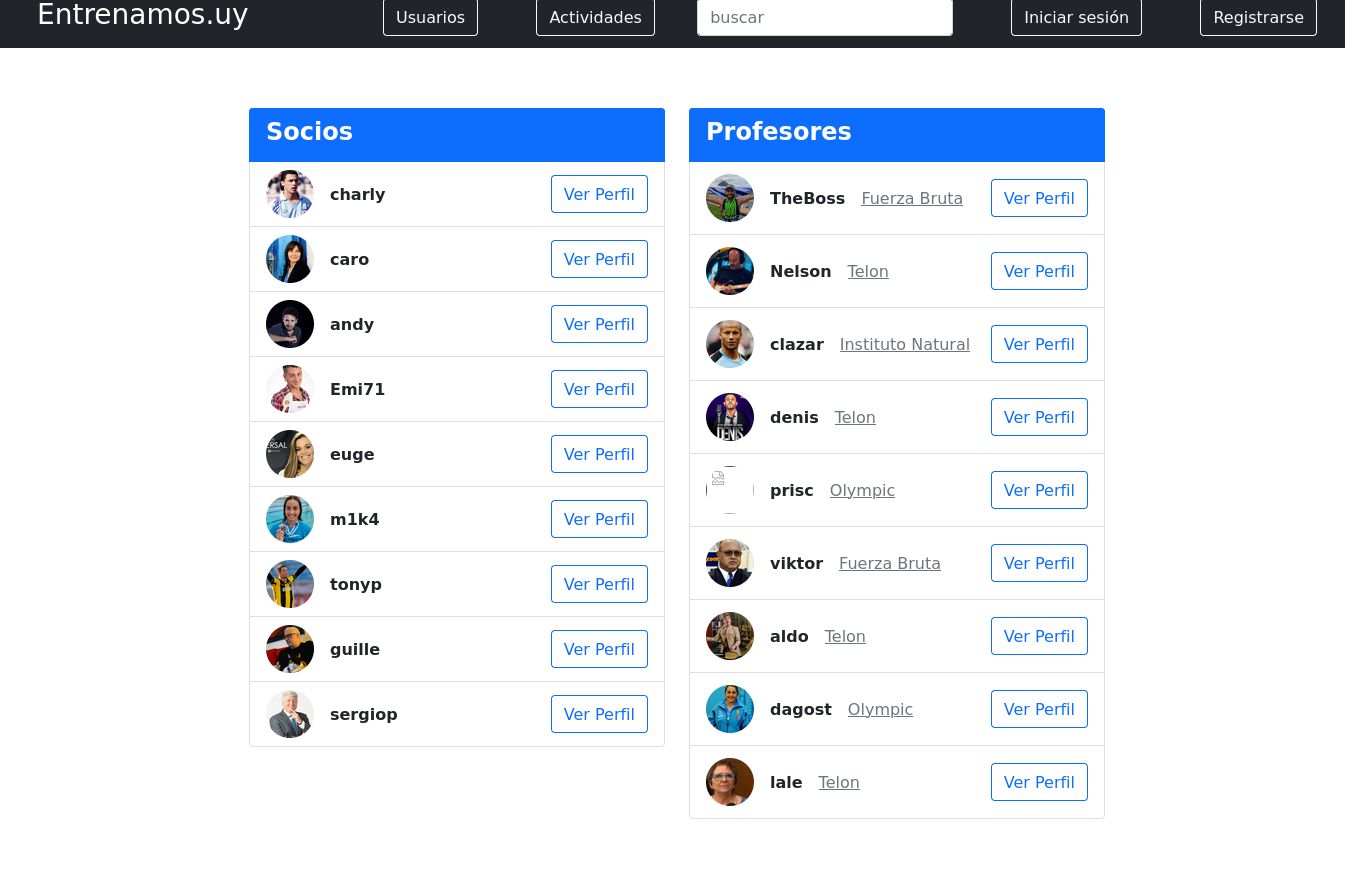 Entrenamos.uy
Usuarios
Actividades
buscar
Iniciar sesión
Registrarse
Socios
charly Ver Perfil
caro Ver Perfil
andy Ver Perfil
Emi71 Ver Perfil
euge Ver Perfil
m1k4 Ver Perfil
tonyp Ver Perfil
guille Ver Perfil
sergiop Ver Perfil
Profesores
TheBoss Fuerza Bruta Ver Perfil
Nelson Telon Ver Perfil
clazar Instituto Natural Ver Perfil
denis Telon Ver Perfil
prisc Olympic Ver Perfil
viktor Fuerza Bruta Ver Perfil
aldo Telon Ver Perfil
dagost Olympic Ver Perfil
lale Telon Ver Perfil